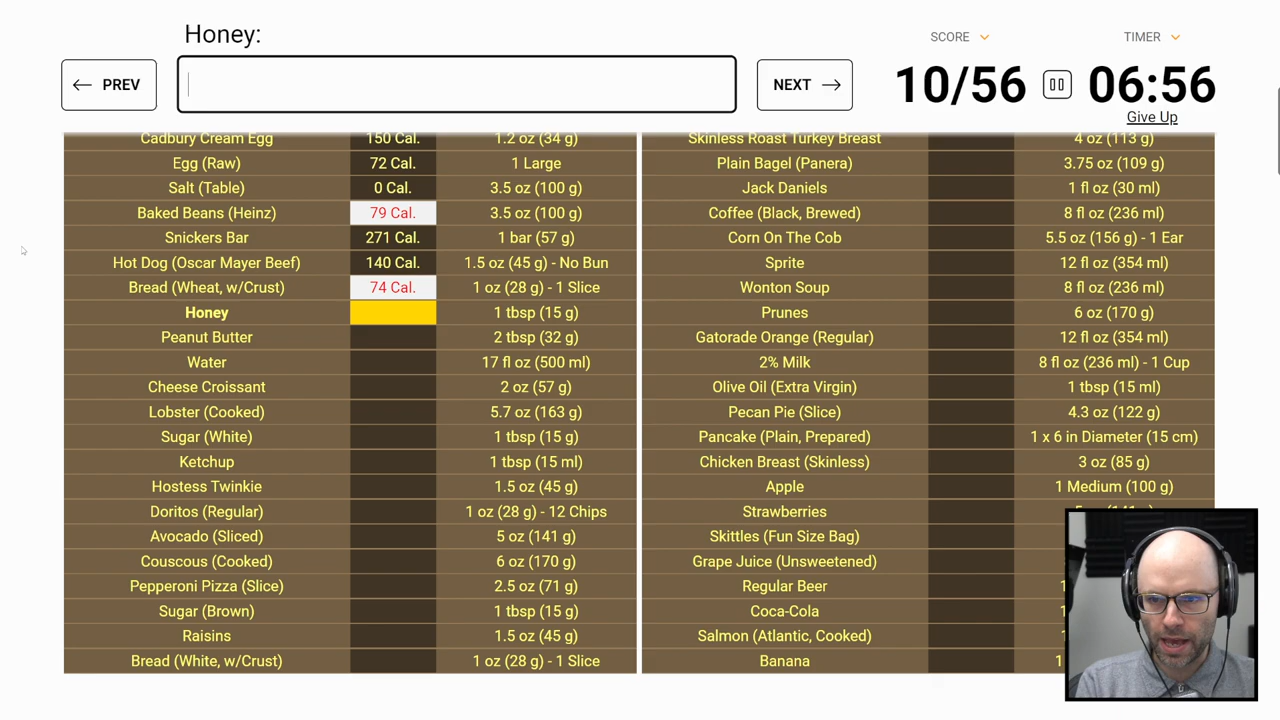 Honey:
SCORE
TIMER
PREV
NEXT
10/56
06:56
Give Up
Cadbury Cream Egg 150 Cal. 1.2 oz (34 g)
Egg (Raw) 72 Cal. 1 Large
Salt (Table) 0 Cal. 3.5 oz (100 g)
Baked Beans (Heinz) 79 Cal. 3.5 oz (100 g)
Snickers Bar 271 Cal. 1 bar (57 g)
Hot Dog (Oscar Mayer Beef) 140 Cal. 1.5 oz (45 g) - No Bun
Bread (Wheat, w/Crust) 74 Cal. 1 oz (28 g) - 1 Slice
Honey 1 tbsp (15 g)
Peanut Butter 2 tbsp (32 g)
Water 17 fl oz (500 ml)
Cheese Croissant 2 oz (57 g)
Lobster (Cooked) 5.7 oz (163 g)
Sugar (White) 1 tbsp (15 g)
Ketchup 1 tbsp (15 ml)
Hostess Twinkie 1.5 oz (45 g)
Doritos (Regular) 1 oz (28 g) - 12 Chips
Avocado (Sliced) 5 oz (141 g)
Couscous (Cooked) 6 oz (170 g)
Pepperoni Pizza (Slice) 2.5 oz (71 g)
Sugar (Brown) 1 tbsp (15 g)
Raisins 1.5 oz (45 g)
Bread (White, w/Crust) 1 oz (28 g) - 1 Slice
Skinless Roast Turkey Breast 4 oz (113 g)
Plain Bagel (Panera) 3.75 oz (109 g)
Jack Daniels 1 fl oz (30 ml)
Coffee (Black, Brewed) 8 fl oz (236 ml)
Corn On The Cob 5.5 oz (156 g) - 1 Ear
Sprite 12 fl oz (354 ml)
Wonton Soup 8 fl oz (236 ml)
Prunes 6 oz (170 g)
Gatorade Orange (Regular) 12 fl oz (354 ml)
2% Milk 8 fl oz (236 ml) - 1 Cup
Olive Oil (Extra Virgin) 1 tbsp (15 ml)
Pecan Pie (Slice) 4.3 oz (122 g)
Pancake (Plain, Prepared) 1 x 6 in Diameter (15 cm)
Chicken Breast (Skinless) 3 oz (85 g)
Apple 1 Medium (100 g)
Strawberries
Skittles (Fun Size Bag)
Grape Juice (Unsweetened)
Regular Beer
Coca-Cola
Salmon (Atlantic, Cooked)
Banana